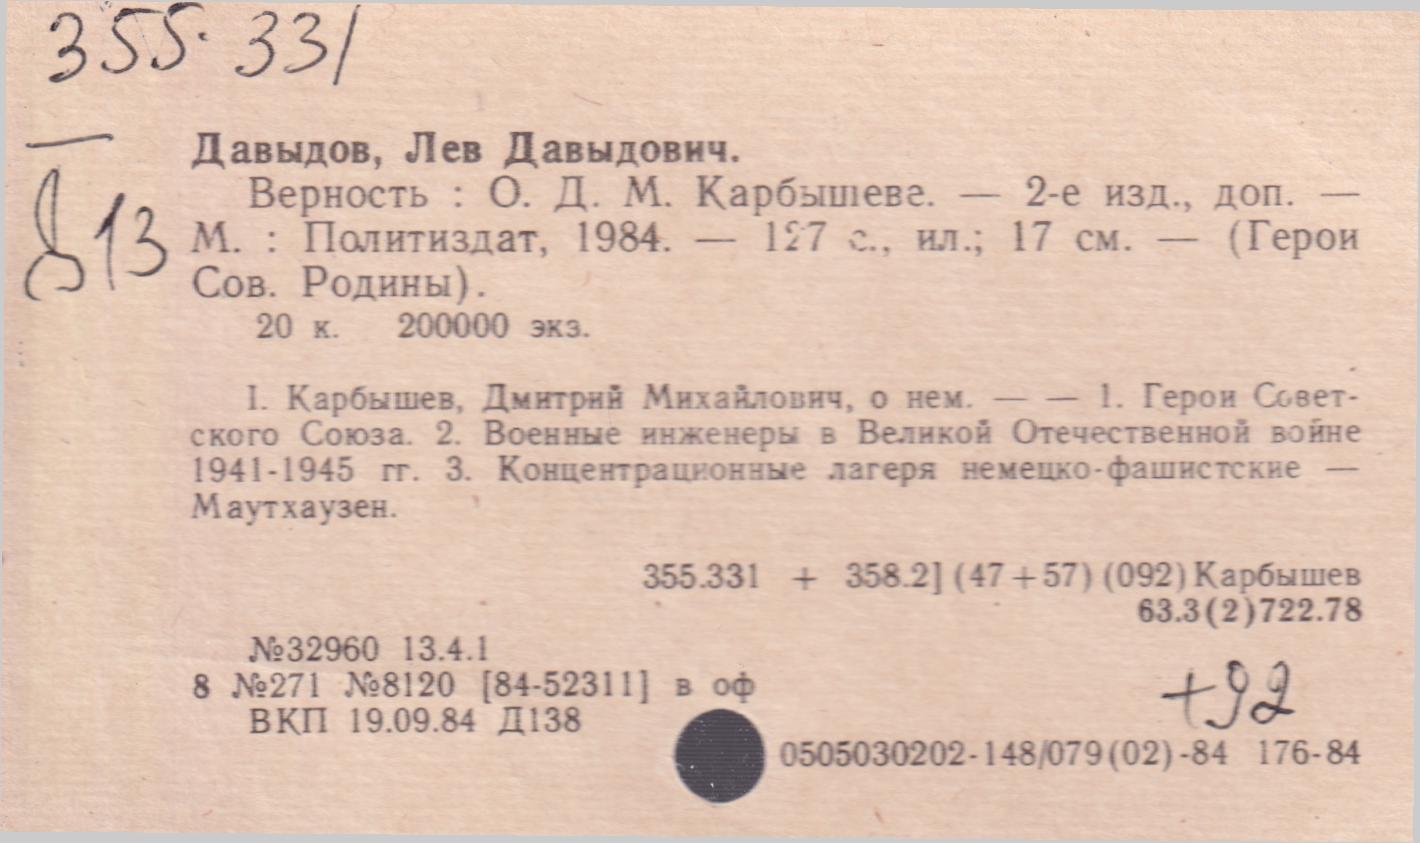 355.331
Д13
Давыдов, Лев Давыдович.
Верность : О. Д. М. Карбышеве. — 2-е изд., доп. —
М. : Политиздат, 1984. — 127 с., ил.; 17 см. — (Герои
Сов. Родины).
20 к. 200000 экз.
I. Карбышев, Дмитрий Михайлович, о нем. — — 1. Герои Совет-
ского Союза. 2. Военные инженеры в Великой Отечественной войне
1941-1945 гг. 3. Концентрационные лагеря немецко-фашистские —
Маутхаузен.
355.331 + 358.2] (47+57) (092) Карбышев
63.3(2)722.78
№32960 13.4.1
8 №271 №8120 [84-52311] в оф
ВКП 19.09.84 Д138
+92
0505030202-148/079(02)-84 176-84